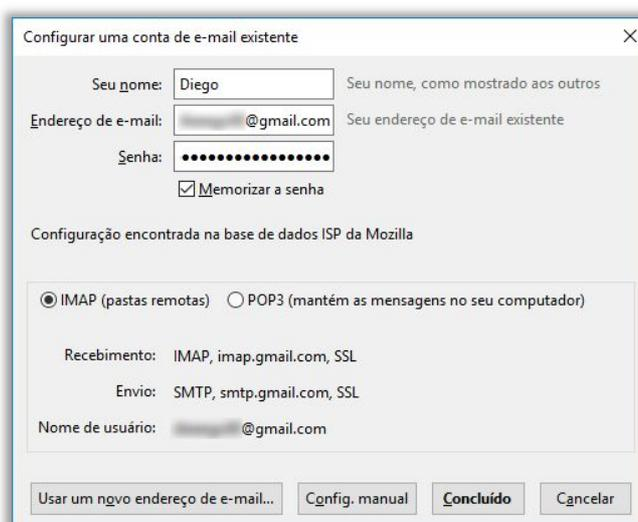 Configurar uma conta de e-mail existente
Seu nome: Diego Seu nome, como mostrado aos outros
Endereço de e-mail: @gmail.com Seu endereço de e-mail existente
Senha: •••••••••••••••••
Memorizar a senha
Configuração encontrada na base de dados ISP da Mozilla
IMAP (pastas remotas) POP3 (mantém as mensagens no seu computador)
Recebimento: IMAP, imap.gmail.com, SSL
Envio: SMTP, smtp.gmail.com, SSL
Nome de usuário: @gmail.com
Usar um novo endereço de e-mail... Config. manual Concluído Cancelar